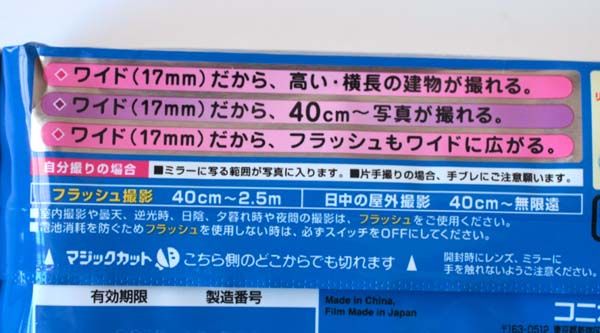 ◇ワイド(17mm)だから、高い・横長の建物が撮れる。
◇ワイド(17mm)だから、40cm～写真が撮れる。
◇ワイド(17mm)だから、フラッシュもワイドに広がる。
自分撮りの場合 ■ミラーに写る範囲が写真に入ります。■片手撮りの場合、手ブレにご注意願います。
フラッシュ撮影 40cm～2.5m 日中の屋外撮影 40cm～無限遠
■室内撮影や曇天、逆光時、日陰、夕暮れ時や夜間の撮影は、フラッシュをご使用ください。
■電池消耗を防ぐためフラッシュを使用しない時は、必ずスイッチをOFFにしてください。
▲ マジックカット こちら側のどこからでも切れます ▲
開封時にレンズ、ミラーに
手を触れないようご注意ください。
有効期限 製造番号
Made in China,
Film Made in Japan
コニ
〒163-0512